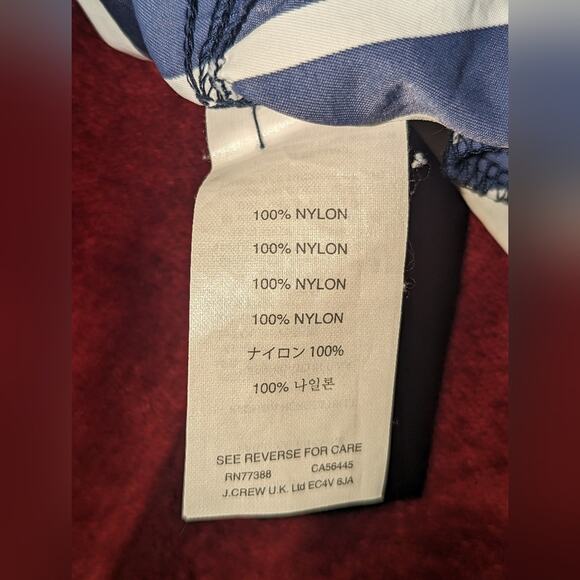 100% NYLON
100% NYLON
100% NYLON
100% NYLON
ナイロン 100%
100% 나일론
SEE REVERSE FOR CARE
RN77388 CA56445
J.CREW U.K. Ltd EC4V 6JA